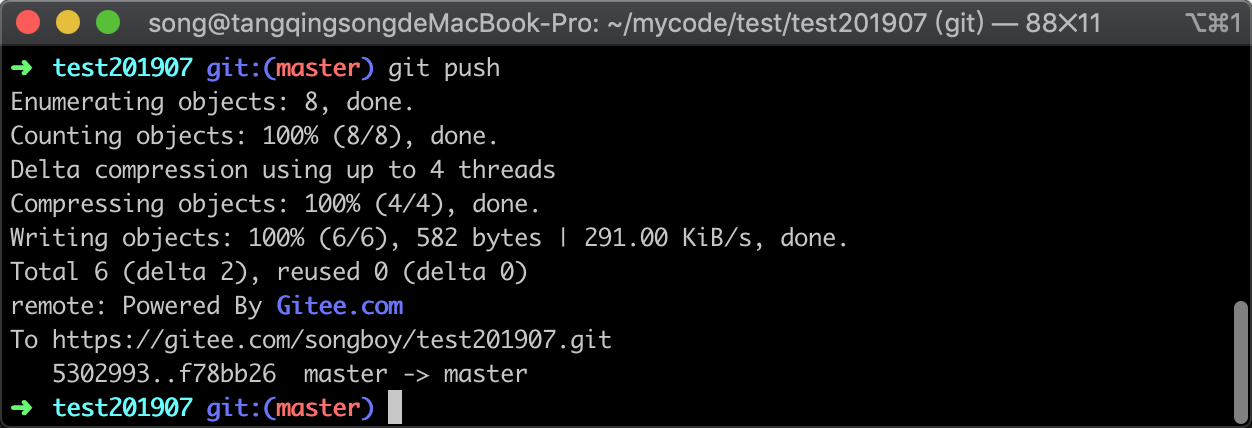 song@tangqingsongdeMacBook-Pro: ~/mycode/test/test201907 (git) — 88×11 ⌥⌘1
➜ test201907 git:(master) git push
Enumerating objects: 8, done.
Counting objects: 100% (8/8), done.
Delta compression using up to 4 threads
Compressing objects: 100% (4/4), done.
Writing objects: 100% (6/6), 582 bytes | 291.00 KiB/s, done.
Total 6 (delta 2), reused 0 (delta 0)
remote: Powered By Gitee.com
To https://gitee.com/songboy/test201907.git
   5302993..f78bb26  master -> master
➜ test201907 git:(master)